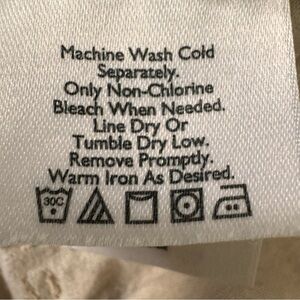 Machine Wash Cold
Separately.
Only Non-Chlorine
Bleach When Needed.
Line Dry Or
Tumble Dry Low.
Remove Promptly.
Warm Iron As Desired.
30C